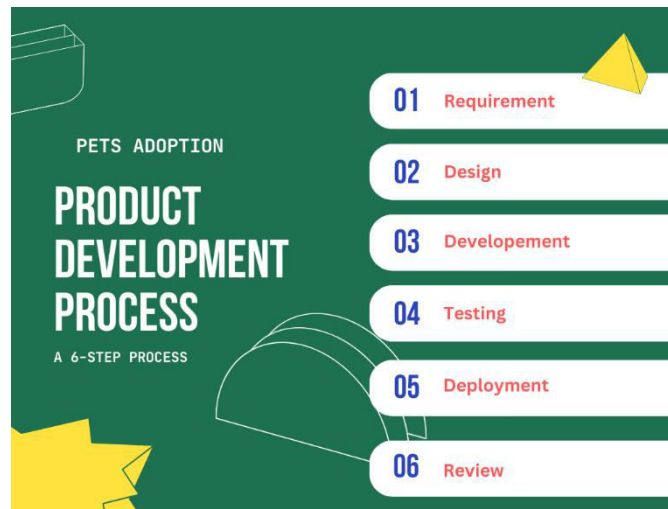 PETS ADOPTION
PRODUCT
DEVELOPMENT
PROCESS
A 6-STEP PROCESS
01 Requirement
02 Design
03 Developement
04 Testing
05 Deployment
06 Review